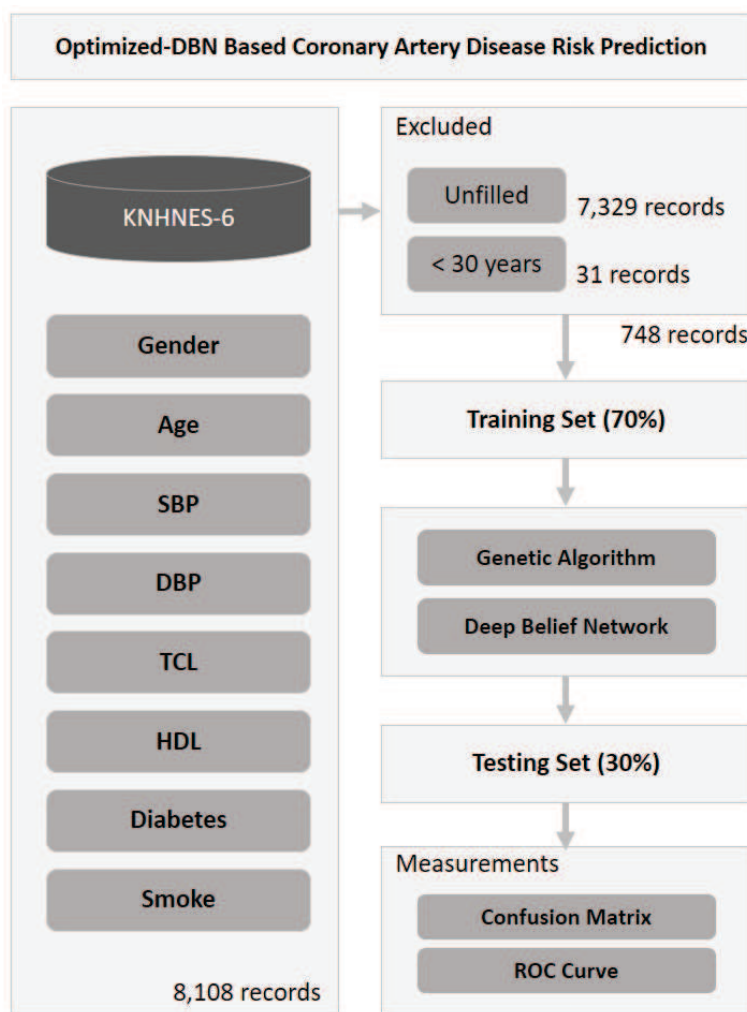 Optimized-DBN Based Coronary Artery Disease Risk Prediction
KNHNES-6
Gender
Age
SBP
DBP
TCL
HDL
Diabetes
Smoke
8,108 records
Excluded
Unfilled
7,329 records
< 30 years
31 records
748 records
Training Set (70%)
Genetic Algorithm
Deep Belief Network
Testing Set (30%)
Measurements
Confusion Matrix
ROC Curve